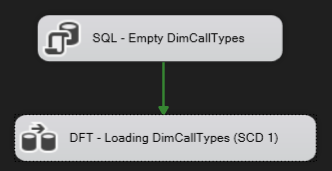 SQL - Empty DimCallTypes
DFT - Loading DimCallTypes (SCD 1)